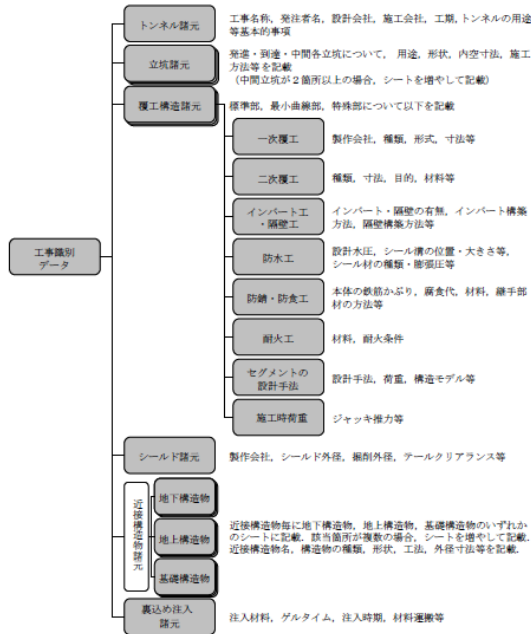 トンネル諸元
工事名称，発注者名，設計会社，施工会社，工期，トンネルの用途
等基本的事項
立坑諸元
発進・到達・中間各立坑について，用途，形状，内空寸法，施工
方法等を記載
（中間立坑が２箇所以上の場合，シートを増やして記載）
覆工構造諸元
標準部，最小曲線部，特殊部について以下を記載
一次覆工
製作会社，種類，形式，寸法等
二次覆工
種類，寸法，目的，材料等
インバート工
・隔壁工
インバート・隔壁の有無，インバート構築
方法，隔壁構築方法等
工事識別
データ
防水工
設計水圧，シール溝の位置・大きさ等，
シール材の種類・膨張圧等
防錆・防食工
本体の鉄筋かぶり，腐食代，材料，継手部
材の方法等
耐火工
材料，耐火条件
セグメントの
設計手法
設計手法，荷重，構造モデル等
施工時荷重
ジャッキ推力等
シールド諸元
製作会社，シールド外径，掘削外径，テールクリアランス等
近接構造物諸元
地下構造物
地上構造物
近接構造物毎に地下構造物，地上構造物，基礎構造物のいずれか
のシートに記載．該当箇所が複数の場合，シートを増やして記載．
近接構造物名，構造物の種類，形状，工法，外径寸法等を記載．
基礎構造物
裏込め注入
諸元
注入材料，ゲルタイム，注入時期，材料運搬等